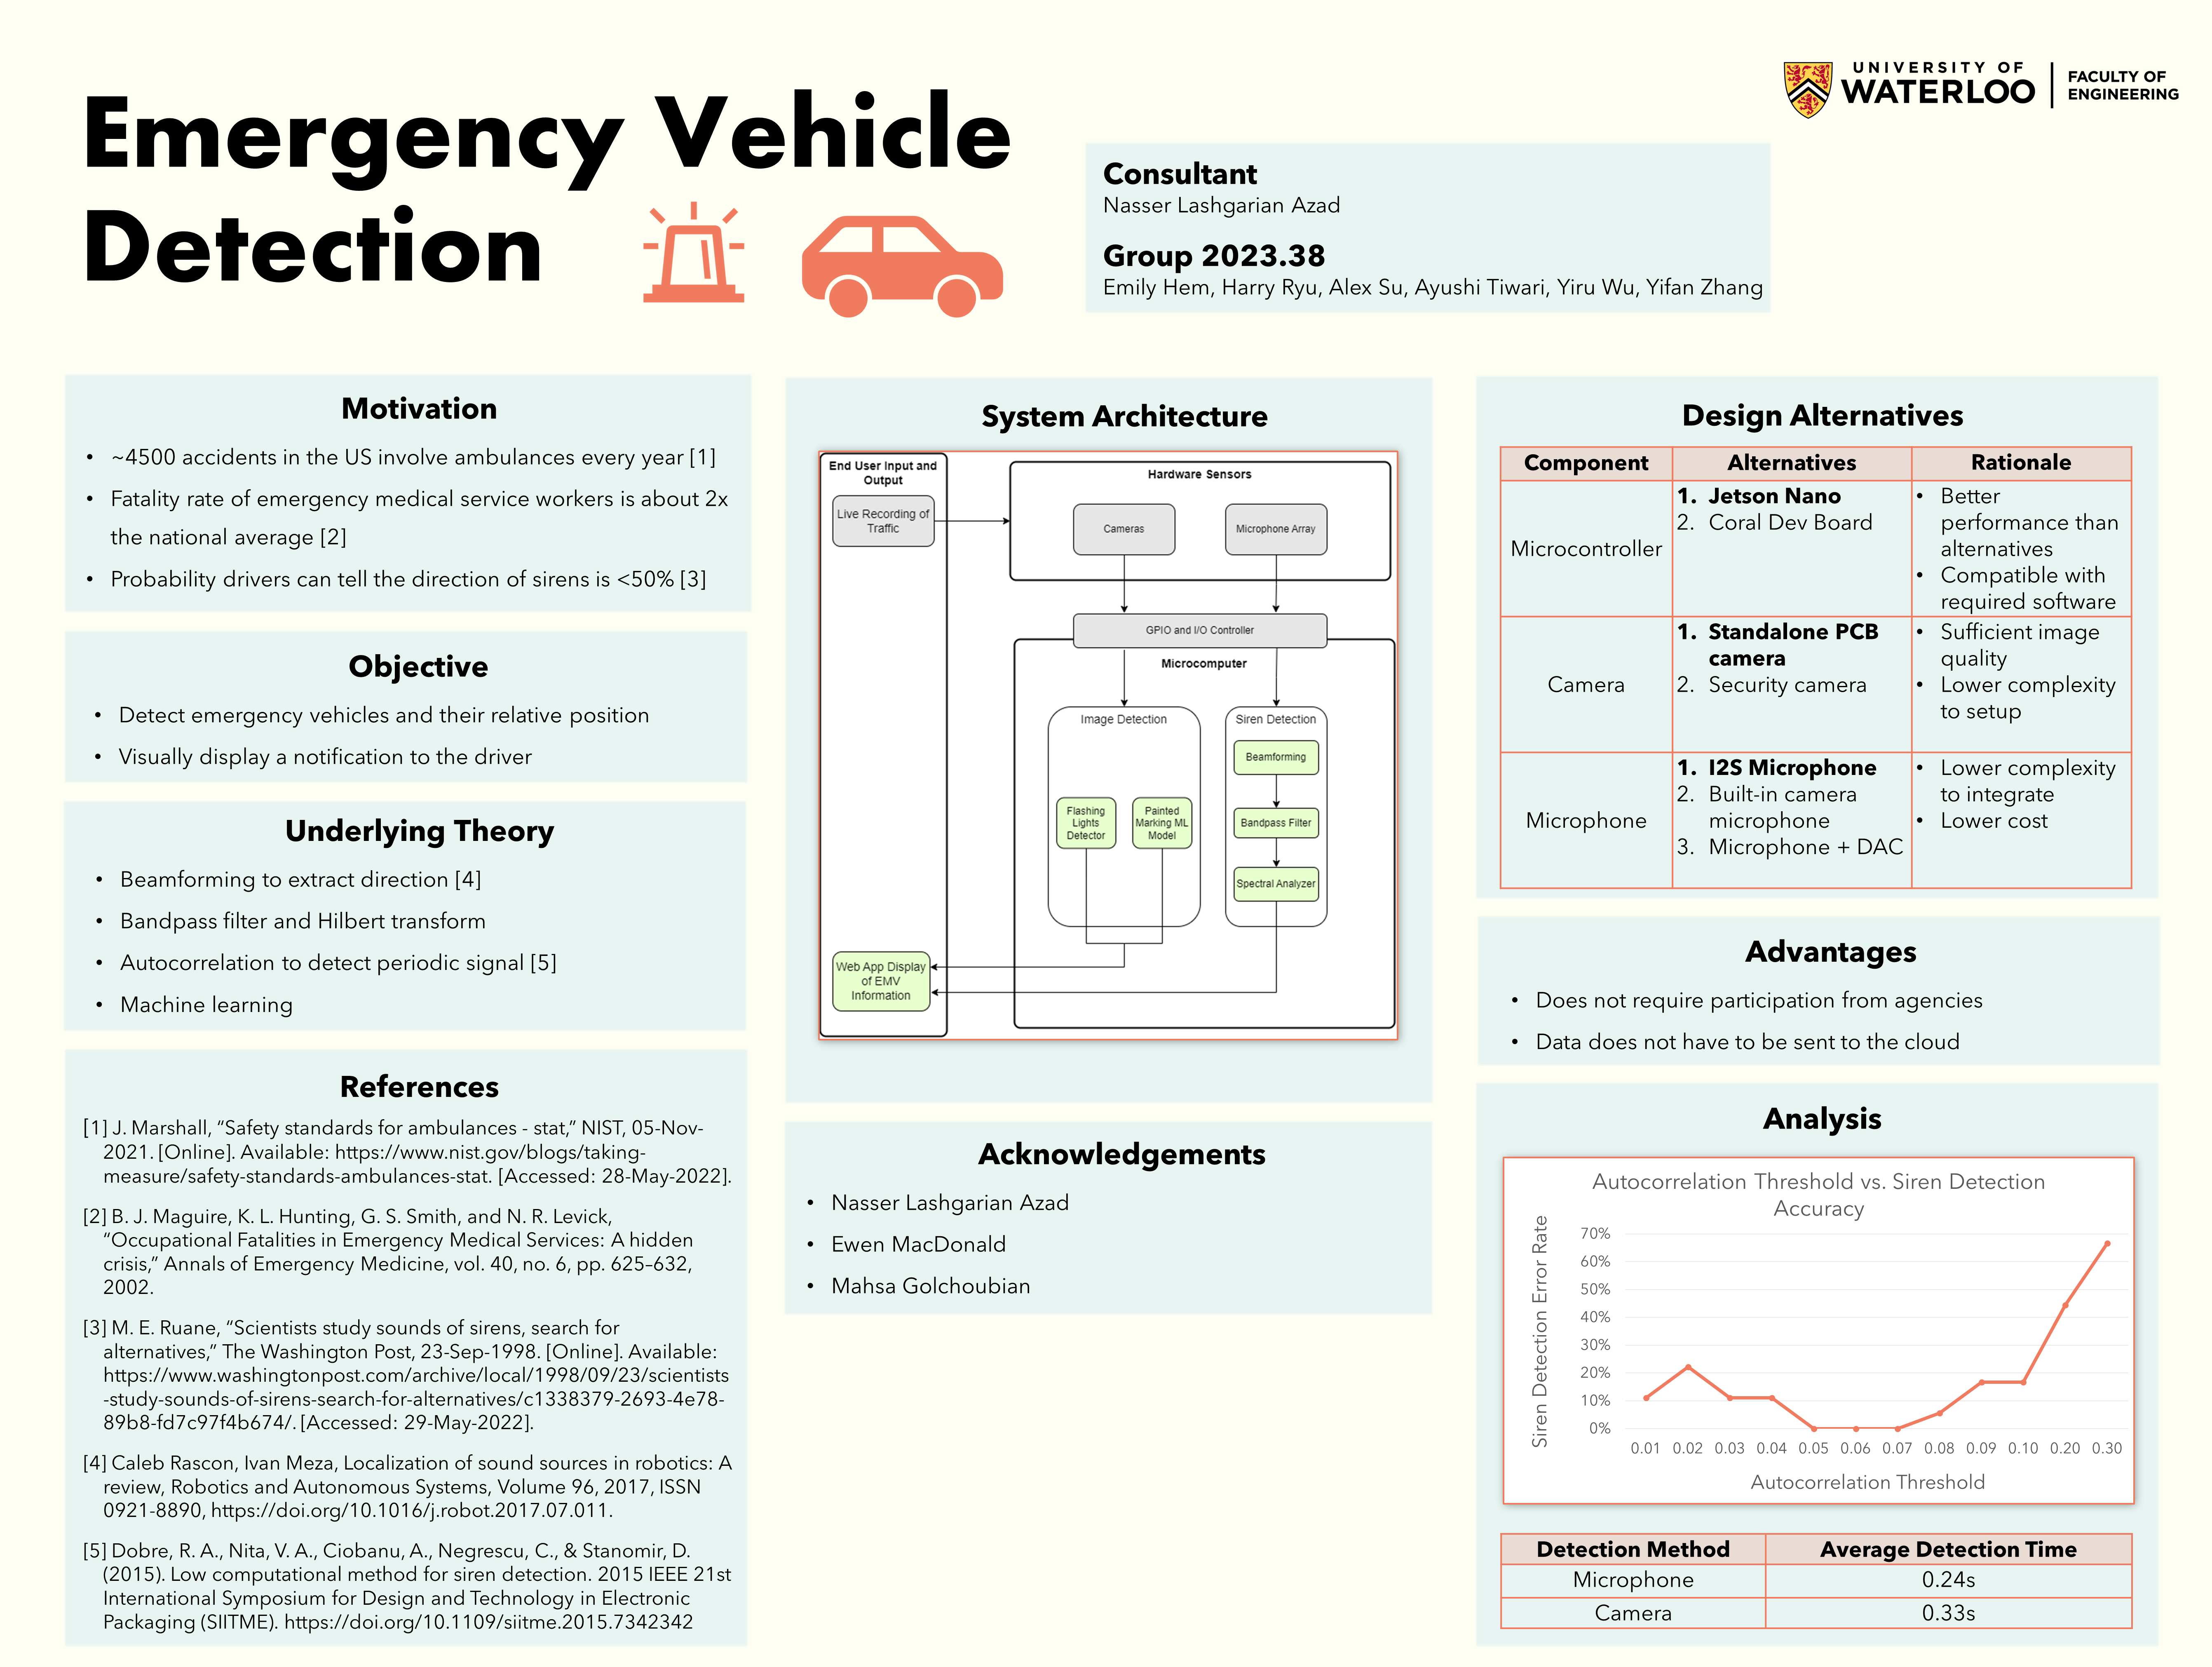 UNIVERSITY OF
WATERLOO
FACULTY OF
ENGINEERING
Emergency Vehicle
Detection
Consultant
Nasser Lashgarian Azad
Group 2023.38
Emily Hem, Harry Ryu, Alex Su, Ayushi Tiwari, Yiru Wu, Yifan Zhang
Motivation
• ~4500 accidents in the US involve ambulances every year [1]
• Fatality rate of emergency medical service workers is about 2x
the national average [2]
• Probability drivers can tell the direction of sirens is <50% [3]
Objective
• Detect emergency vehicles and their relative position
• Visually display a notification to the driver
Underlying Theory
• Beamforming to extract direction [4]
• Bandpass filter and Hilbert transform
• Autocorrelation to detect periodic signal [5]
• Machine learning
References
[1] J. Marshall, “Safety standards for ambulances - stat,” NIST, 05-Nov-
2021. [Online]. Available: https://www.nist.gov/blogs/taking-
measure/safety-standards-ambulances-stat. [Accessed: 28-May-2022].
[2] B. J. Maguire, K. L. Hunting, G. S. Smith, and N. R. Levick,
“Occupational Fatalities in Emergency Medical Services: A hidden
crisis,” Annals of Emergency Medicine, vol. 40, no. 6, pp. 625–632,
2002.
[3] M. E. Ruane, “Scientists study sounds of sirens, search for
alternatives,” The Washington Post, 23-Sep-1998. [Online]. Available:
https://www.washingtonpost.com/archive/local/1998/09/23/scientists
-study-sounds-of-sirens-search-for-alternatives/c1338379-2693-4e78-
89b8-fd7c97f4b674/. [Accessed: 29-May-2022].
[4] Caleb Rascon, Ivan Meza, Localization of sound sources in robotics: A
review, Robotics and Autonomous Systems, Volume 96, 2017, ISSN
0921-8890, https://doi.org/10.1016/j.robot.2017.07.011.
[5] Dobre, R. A., Nita, V. A., Ciobanu, A., Negrescu, C., & Stanomir, D.
(2015). Low computational method for siren detection. 2015 IEEE 21st
International Symposium for Design and Technology in Electronic
Packaging (SIITME). https://doi.org/10.1109/siitme.2015.7342342
System Architecture
End User Input and
Output
Live Recording of
Traffic
Hardware Sensors
Cameras
Microphone Array
GPIO and I/O Controller
Microcomputer
Image Detection
Siren Detection
Beamforming
Flashing
Lights
Detector
Painted
Marking ML
Model
Bandpass Filter
Spectral Analyzer
Web App Display
of EMV
Information
Acknowledgements
• Nasser Lashgarian Azad
• Ewen MacDonald
• Mahsa Golchoubian
Design Alternatives
Component Alternatives Rationale
Microcontroller
1. Jetson Nano
2. Coral Dev Board
• Better
performance than
alternatives
• Compatible with
required software
Camera
1. Standalone PCB
camera
2. Security camera
• Sufficient image
quality
• Lower complexity
to setup
Microphone
1. I2S Microphone
2. Built-in camera
microphone
3. Microphone + DAC
• Lower complexity
to integrate
• Lower cost
Advantages
• Does not require participation from agencies
• Data does not have to be sent to the cloud
Analysis
Autocorrelation Threshold vs. Siren Detection
Accuracy
Siren Detection Error Rate
70%
60%
50%
40%
30%
20%
10%
0%
0.01 0.02 0.03 0.04 0.05 0.06 0.07 0.08 0.09 0.10 0.20 0.30
Autocorrelation Threshold
Detection Method Average Detection Time
Microphone 0.24s
Camera 0.33s